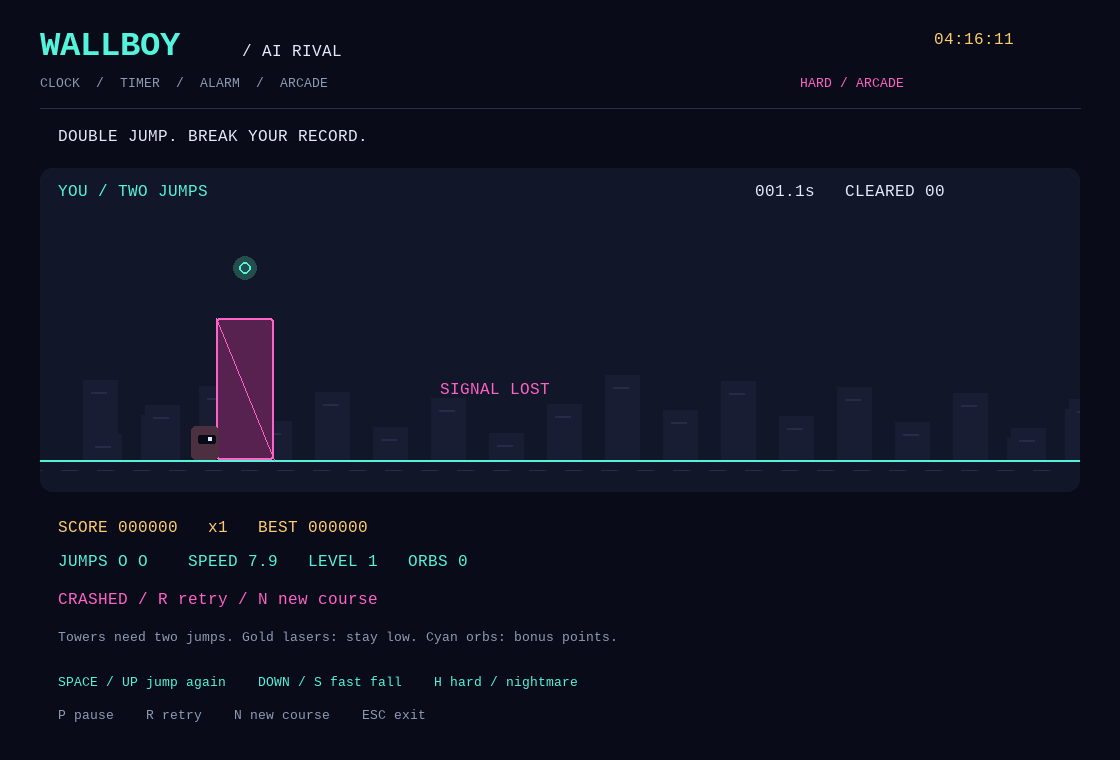 WALLBOY / AI RIVAL 04:16:11
CLOCK / TIMER / ALARM / ARCADE HARD / ARCADE
DOUBLE JUMP. BREAK YOUR RECORD.
YOU / TWO JUMPS 001.1s CLEARED 00
SIGNAL LOST
SCORE 000000 x1 BEST 000000
JUMPS O O SPEED 7.9 LEVEL 1 ORBS 0
CRASHED / R retry / N new course
Towers need two jumps. Gold lasers: stay low. Cyan orbs: bonus points.
SPACE / UP jump again DOWN / S fast fall H hard / nightmare
P pause R retry N new course ESC exit